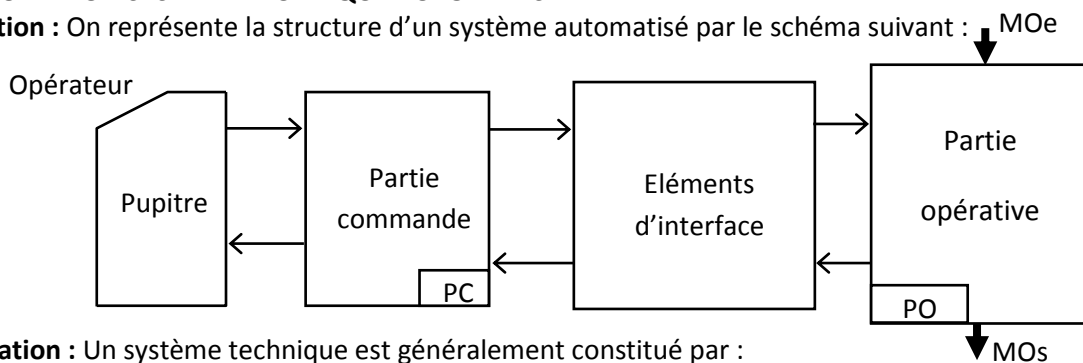 tion : On représente la structure d'un système automatisé par le schéma suivant :
MOe
Opérateur
Pupitre
Partie
commande
PC
Eléments
d'interface
Partie
opérative
PO
MOs
ation : Un système technique est généralement constitué par :